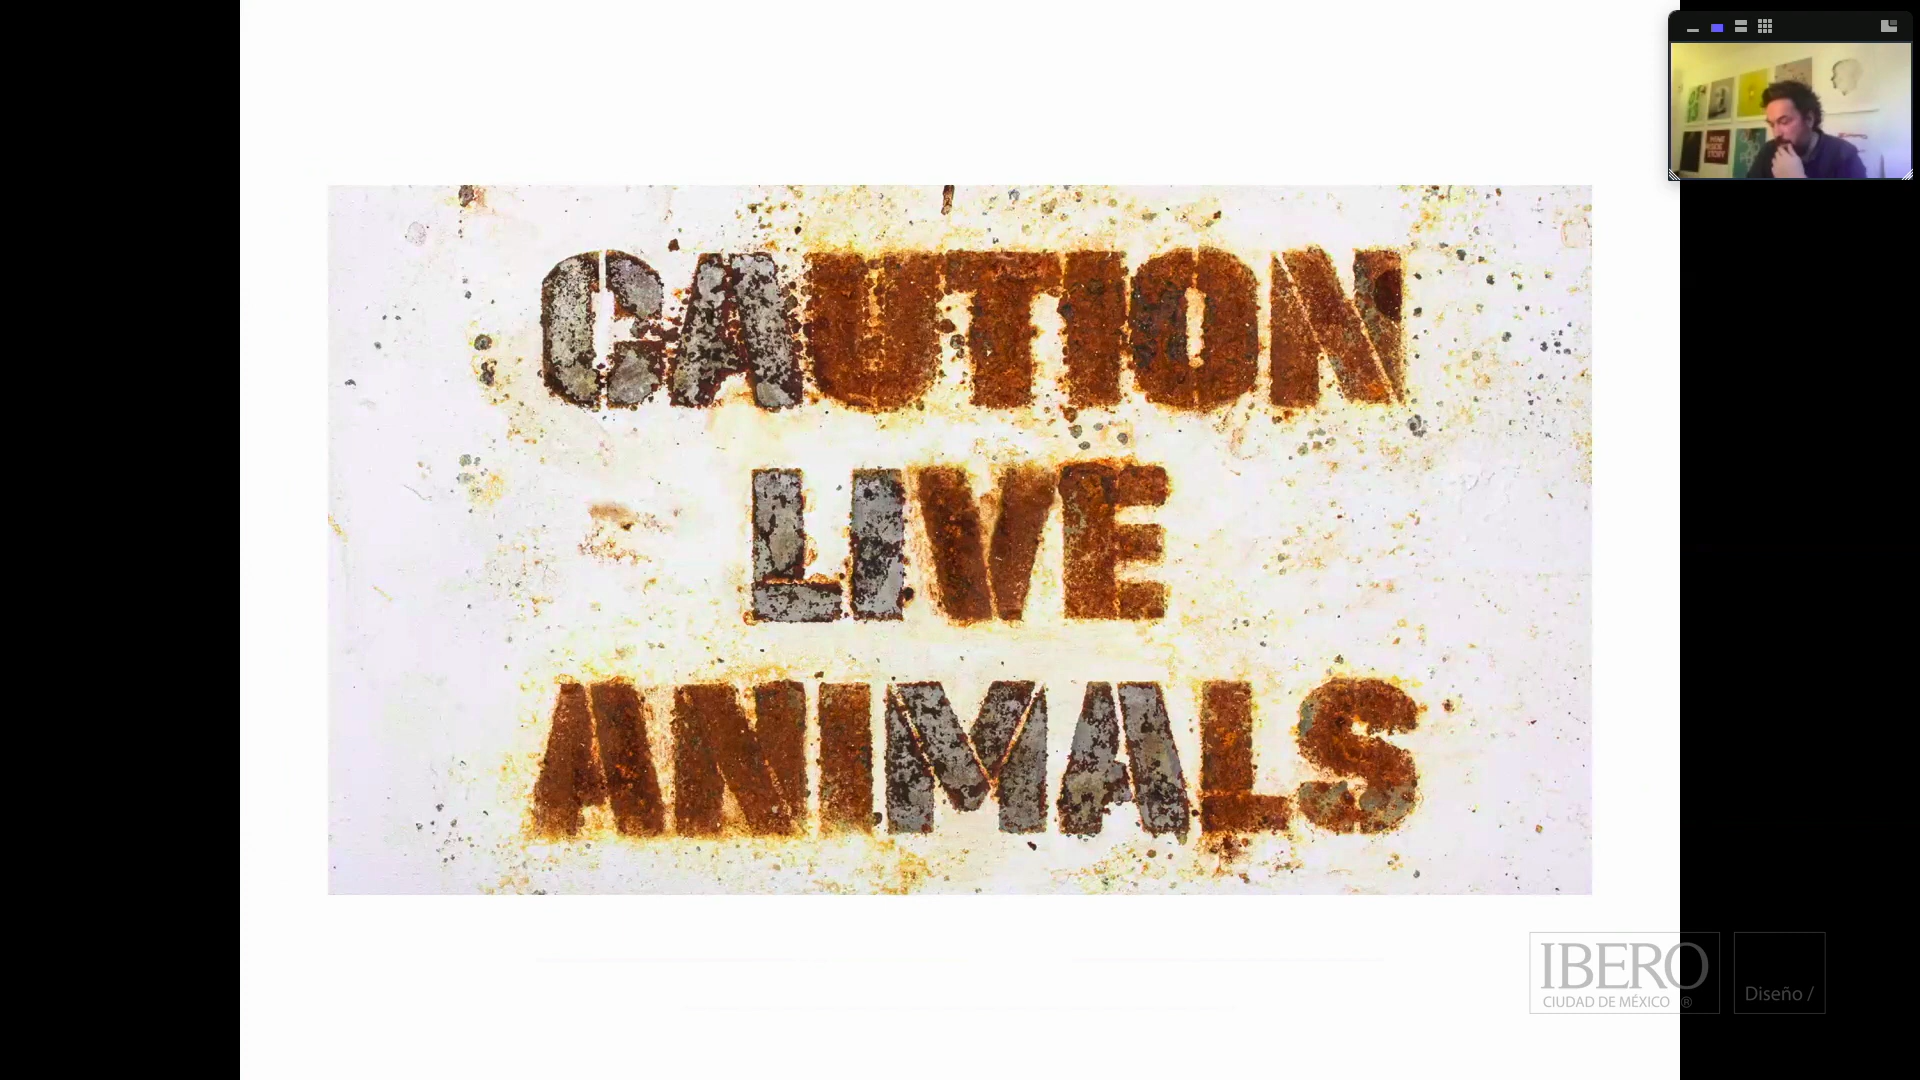 CAUTION
LIVE
ANIMALS
IBERO
CIUDAD DE MÉXICO ®
Diseño /